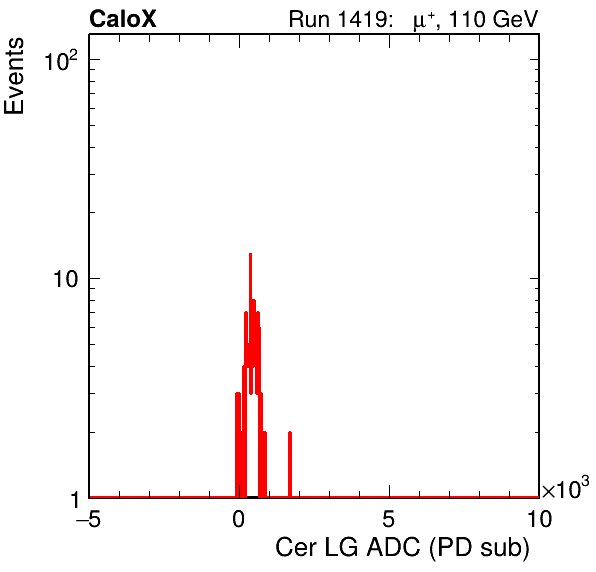 CaloX Run 1419: μ⁺, 110 GeV
Events
10²
10
1
−5 0 5 10
×10³
Cer LG ADC (PD sub)